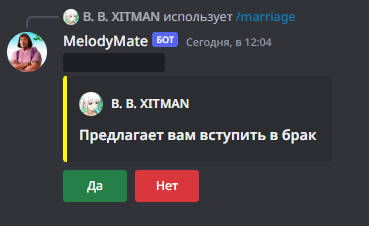 B. B. XITMAN использует /marriage
MelodyMate БОТ Сегодня, в 12:04
B. B. XITMAN
Предлагает вам вступить в брак
Да Нет